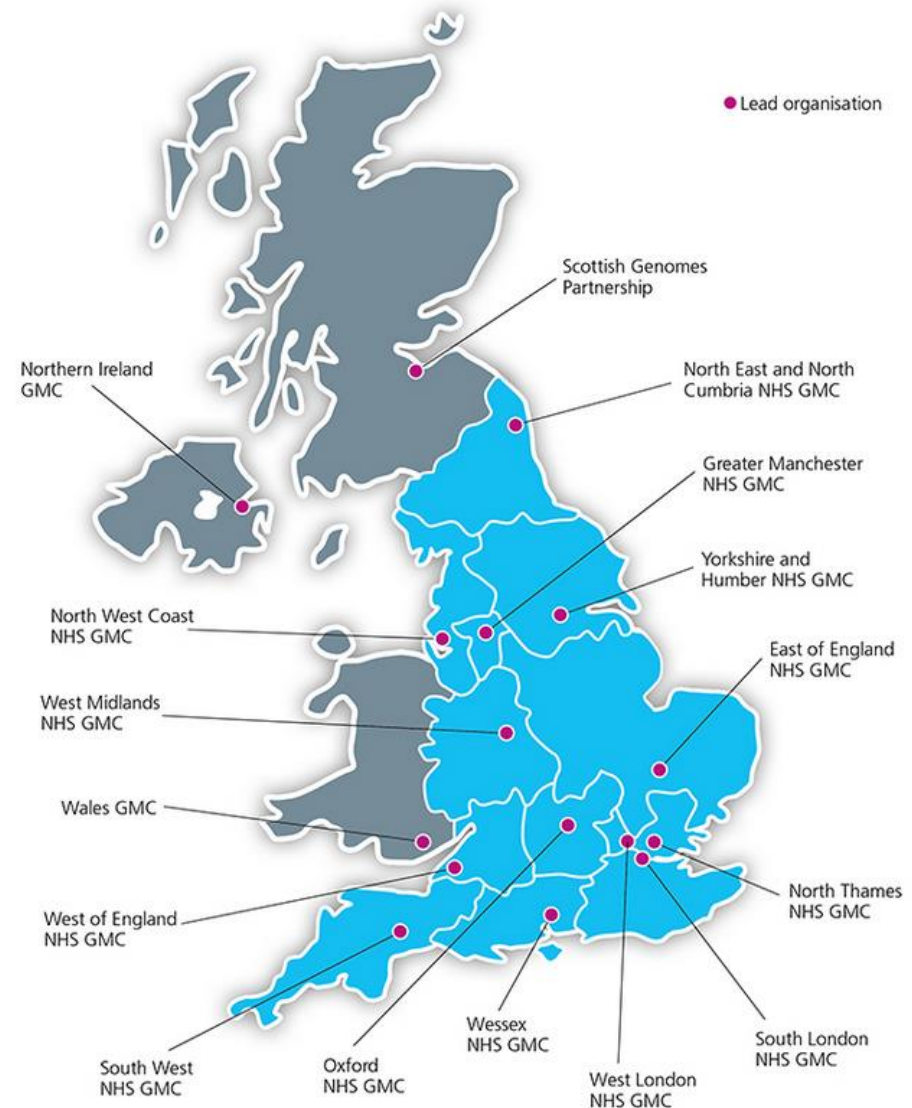 Lead organisation
Scottish Genomes
Partnership
Northern Ireland
GMC
North East and North
Cumbria NHS GMC
Greater Manchester
NHS GMC
Yorkshire and
Humber NHS GMC
North West Coast
NHS GMC
East of England
NHS GMC
West Midlands
NHS GMC
Wales GMC
North Thames
NHS GMC
West of England
NHS GMC
Wessex
NHS GMC
South London
NHS GMC
South West
NHS GMC
Oxford
NHS GMC
West London
NHS GMC